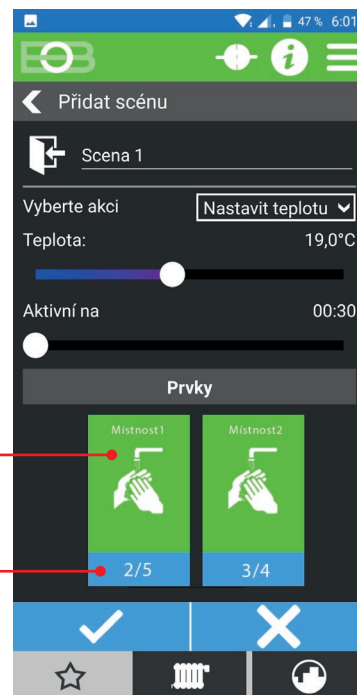 47 % 6:01
EOB
Přidat scénu
Scena 1
Vyberte akci Nastavit teplotu
Teplota: 19,0°C
Aktivní na 00:30
Prvky
Místnost1 Místnost2
2/5 3/4